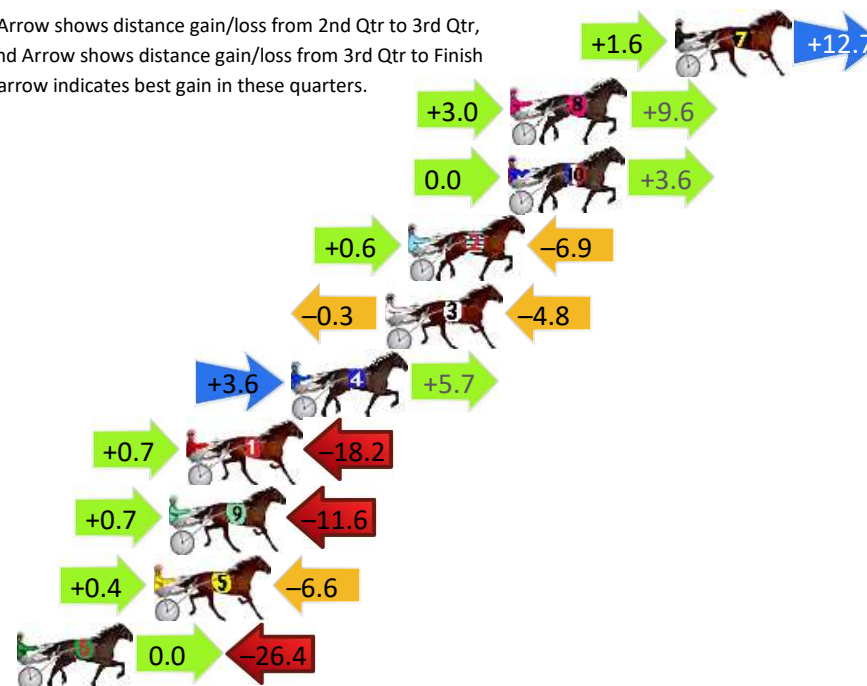 Arrow shows distance gain/loss from 2nd Qtr to 3rd Qtr,
nd Arrow shows distance gain/loss from 3rd Qtr to Finish
arrow indicates best gain in these quarters.
+1.6 7 +12.7
+3.0 8 +9.6
0.0 10 +3.6
+0.6 2 –6.9
–0.3 3 –4.8
+3.6 4 +5.7
+0.7 1 –18.2
+0.7 9 –11.6
+0.4 5 –6.6
6 0.0 –26.4